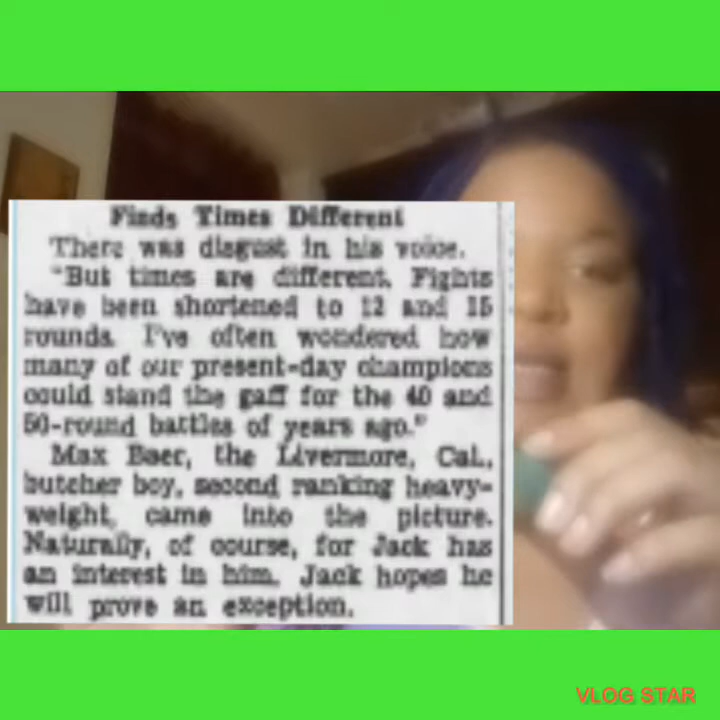 Finds Times Different
There was disgust in his voice.
"But times are different. Fights
have been shortened to 12 and 15
rounds. I've often wondered how
many of our present-day champions
could stand the gaff for the 40 and
50-round battles of years ago."
Max Baer, the Livermore, Cal.,
butcher boy, second ranking heavy-
weight, came into the picture.
Naturally, of course, for Jack has
an interest in him. Jack hopes he
will prove an exception.
VLOG STAR